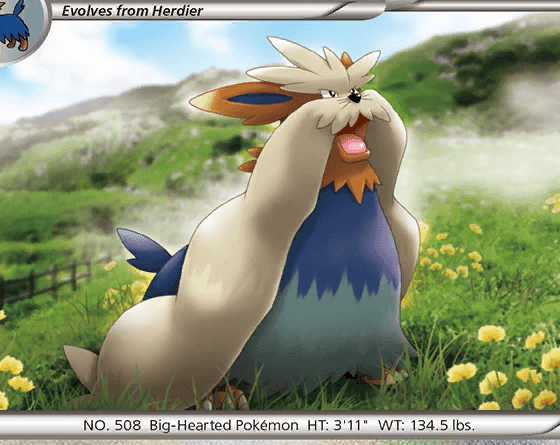 Evolves from Herdier
NO. 508 Big-Hearted Pokémon HT: 3'11" WT: 134.5 lbs.